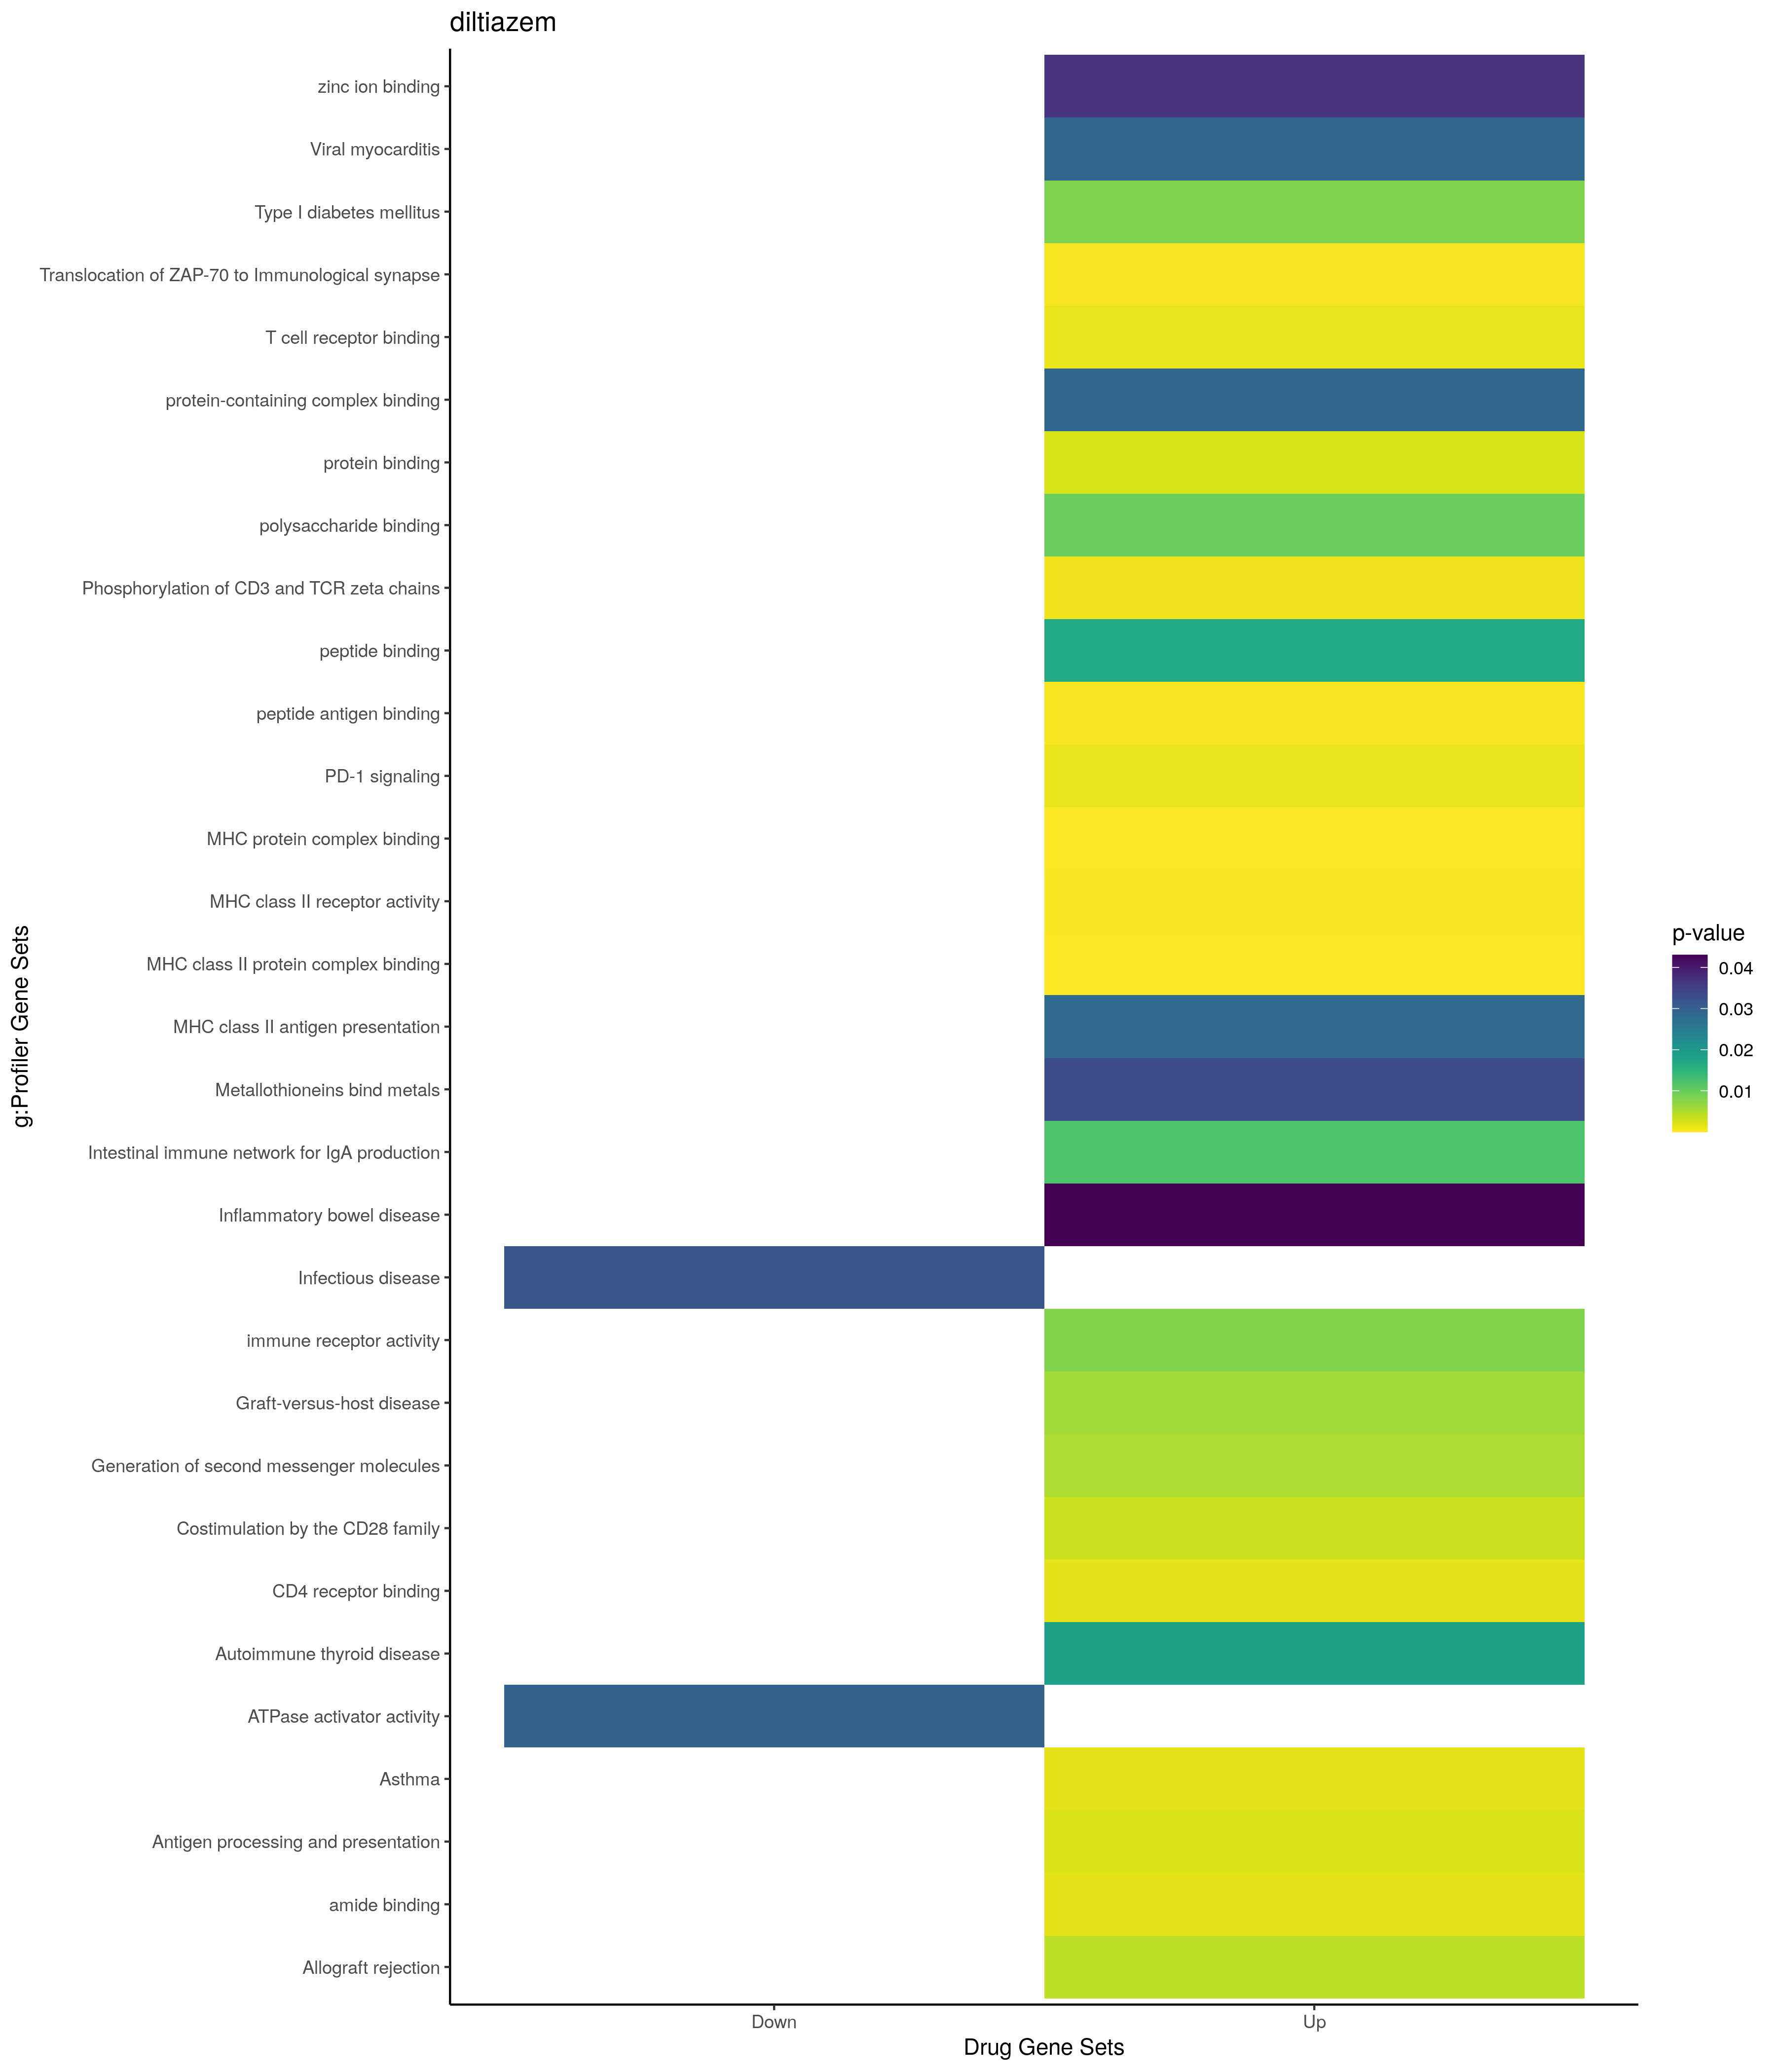 diltiazem
zinc ion binding
Viral myocarditis
Type I diabetes mellitus
Translocation of ZAP-70 to Immunological synapse
T cell receptor binding
protein-containing complex binding
protein binding
polysaccharide binding
Phosphorylation of CD3 and TCR zeta chains
peptide binding
peptide antigen binding
PD-1 signaling
MHC protein complex binding
MHC class II receptor activity
MHC class II protein complex binding
MHC class II antigen presentation
Metallothioneins bind metals
Intestinal immune network for IgA production
Inflammatory bowel disease
Infectious disease
immune receptor activity
Graft-versus-host disease
Generation of second messenger molecules
Costimulation by the CD28 family
CD4 receptor binding
Autoimmune thyroid disease
ATPase activator activity
Asthma
Antigen processing and presentation
amide binding
Allograft rejection
g:Profiler Gene Sets
Down
Up
Drug Gene Sets
p-value
0.04
0.03
0.02
0.01